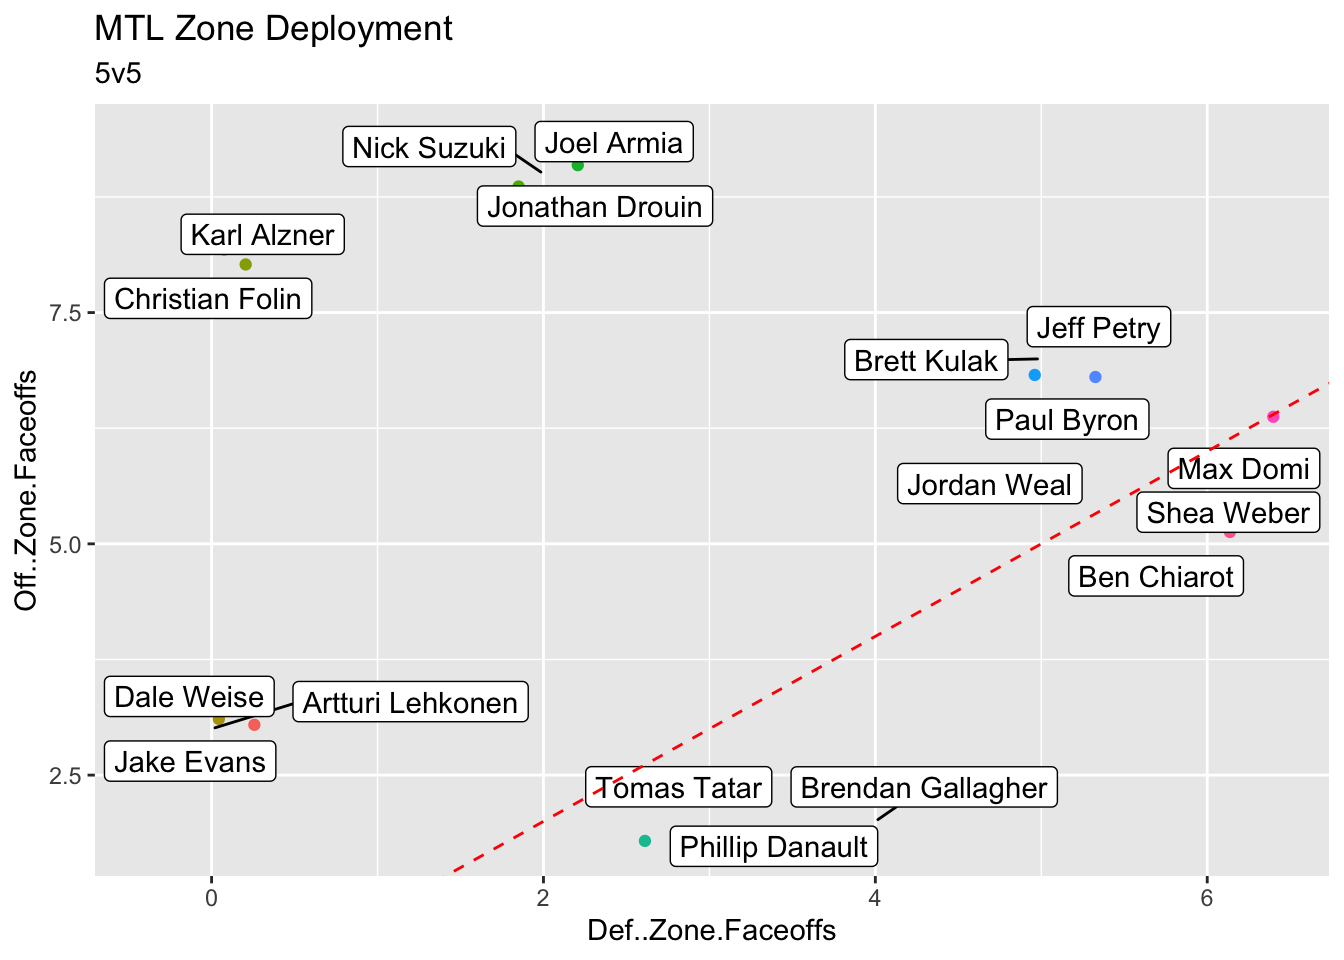 MTL Zone Deployment
5v5
Nick Suzuki
Joel Armia
Jonathan Drouin
Karl Alzner
Christian Folin
7.5
Jeff Petry
Brett Kulak
Paul Byron
Max Domi
Jordan Weal
Shea Weber
5.0
Ben Chiarot
Off..Zone.Faceoffs
Dale Weise
Artturi Lehkonen
Jake Evans
2.5
Tomas Tatar
Brendan Gallagher
Phillip Danault
0
2
4
6
Def..Zone.Faceoffs